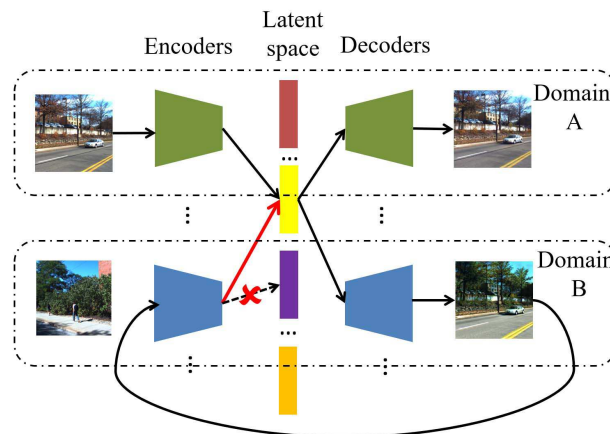 Latent
space
Encoders
Decoders
Domain
A
Domain
B